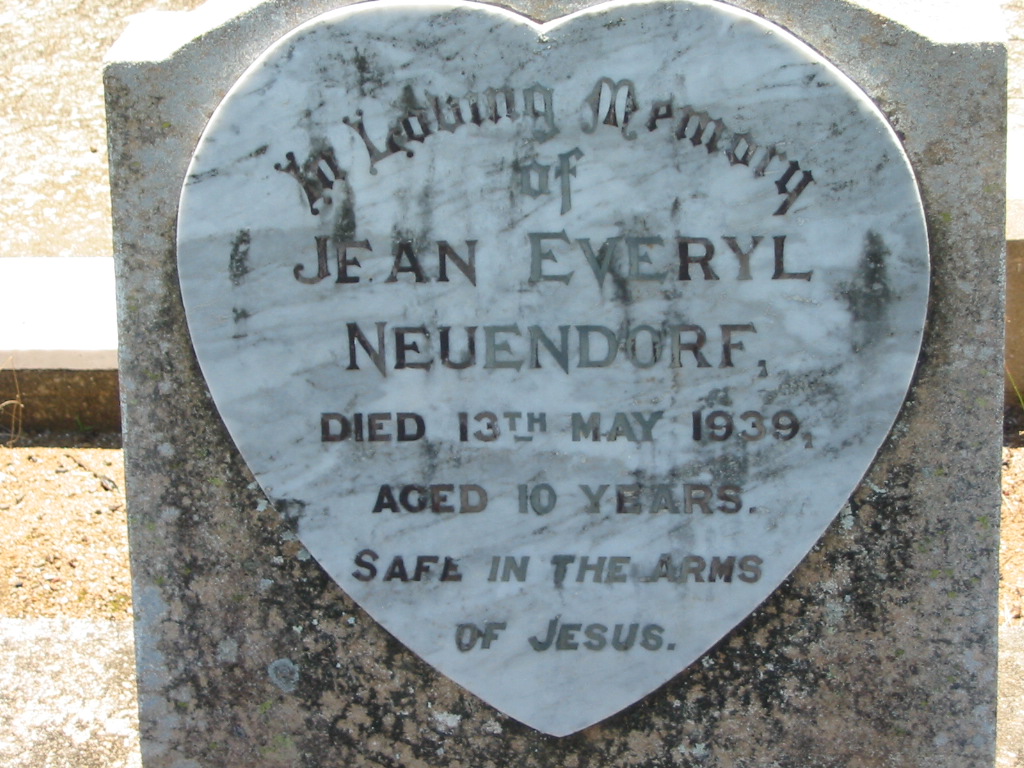 In Loving Memory
of
JEAN EVERYL
NEUENDORF,
DIED 13TH MAY 1939,
AGED 10 YEARS.
SAFE IN THE ARMS
OF JESUS.